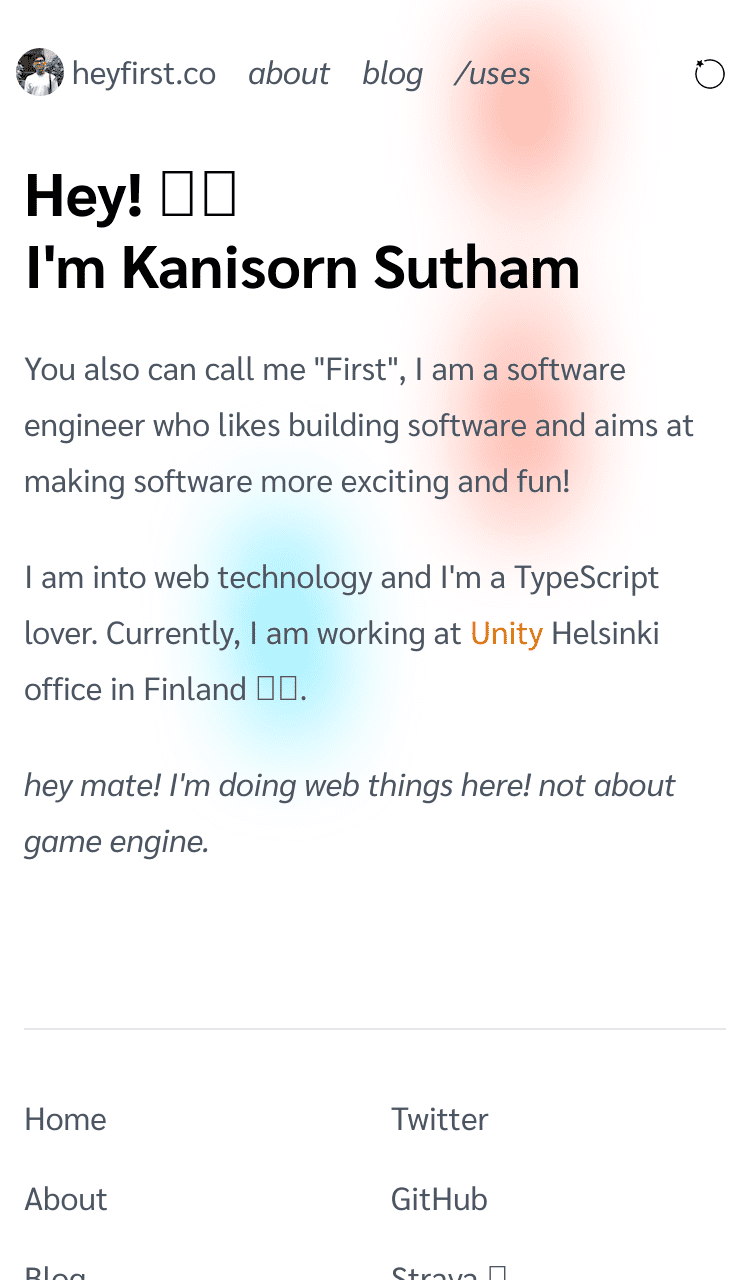 heyfirst.co about blog /uses
Hey! 
I'm Kanisorn Sutham
You also can call me "First", I am a software
engineer who likes building software and aims at
making software more exciting and fun!
I am into web technology and I'm a TypeScript
lover. Currently, I am working at Unity Helsinki
office in Finland .
hey mate! I'm doing web things here! not about
game engine.
Home Twitter
About GitHub
Blog Strava